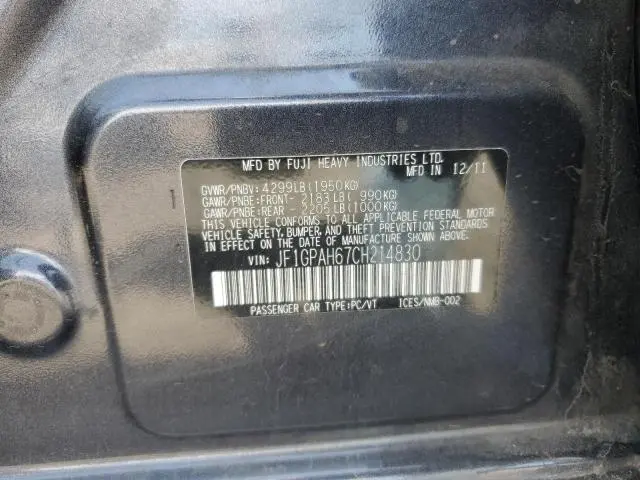 MFD BY FUJI HEAVY INDUSTRIES LTD.
MFD IN 12/11
GVWR/PNBV: 4299LB(1950KG)
GAWR/PNBE:FRONT- 2183LB( 990KG)
GAWR/PNBE:REAR - 2205LB(1000KG)
THIS VEHICLE CONFORMS TO ALL APPLICABLE FEDERAL MOTOR
VEHICLE SAFETY, BUMPER, AND THEFT PREVENTION STANDARDS
IN EFFECT ON THE DATE OF MANUFACTURE SHOWN ABOVE.
VIN: JF1GPAH67CH214830
PASSENGER CAR TYPE:PC/VT ICES/NMB-002